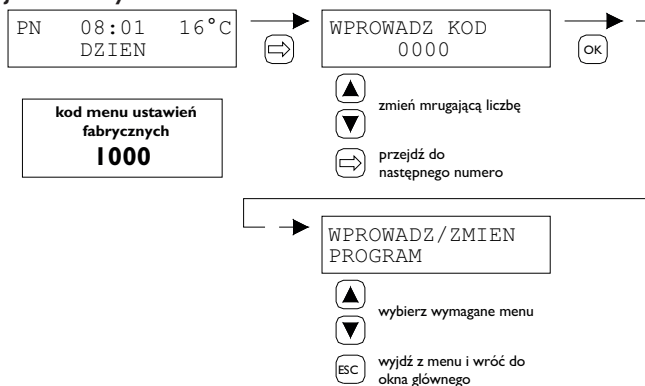 PN 08:01 16°C
DZIEN
WPROWADZ KOD
0000
OK
kod menu ustawień
fabrycznych
1000
zmień mrugającą liczbę
przejdź do
następnego numero
WPROWADZ/ZMIEN
PROGRAM
wybierz wymagane menu
ESC
wyjdź z menu i wróć do
okna głównego